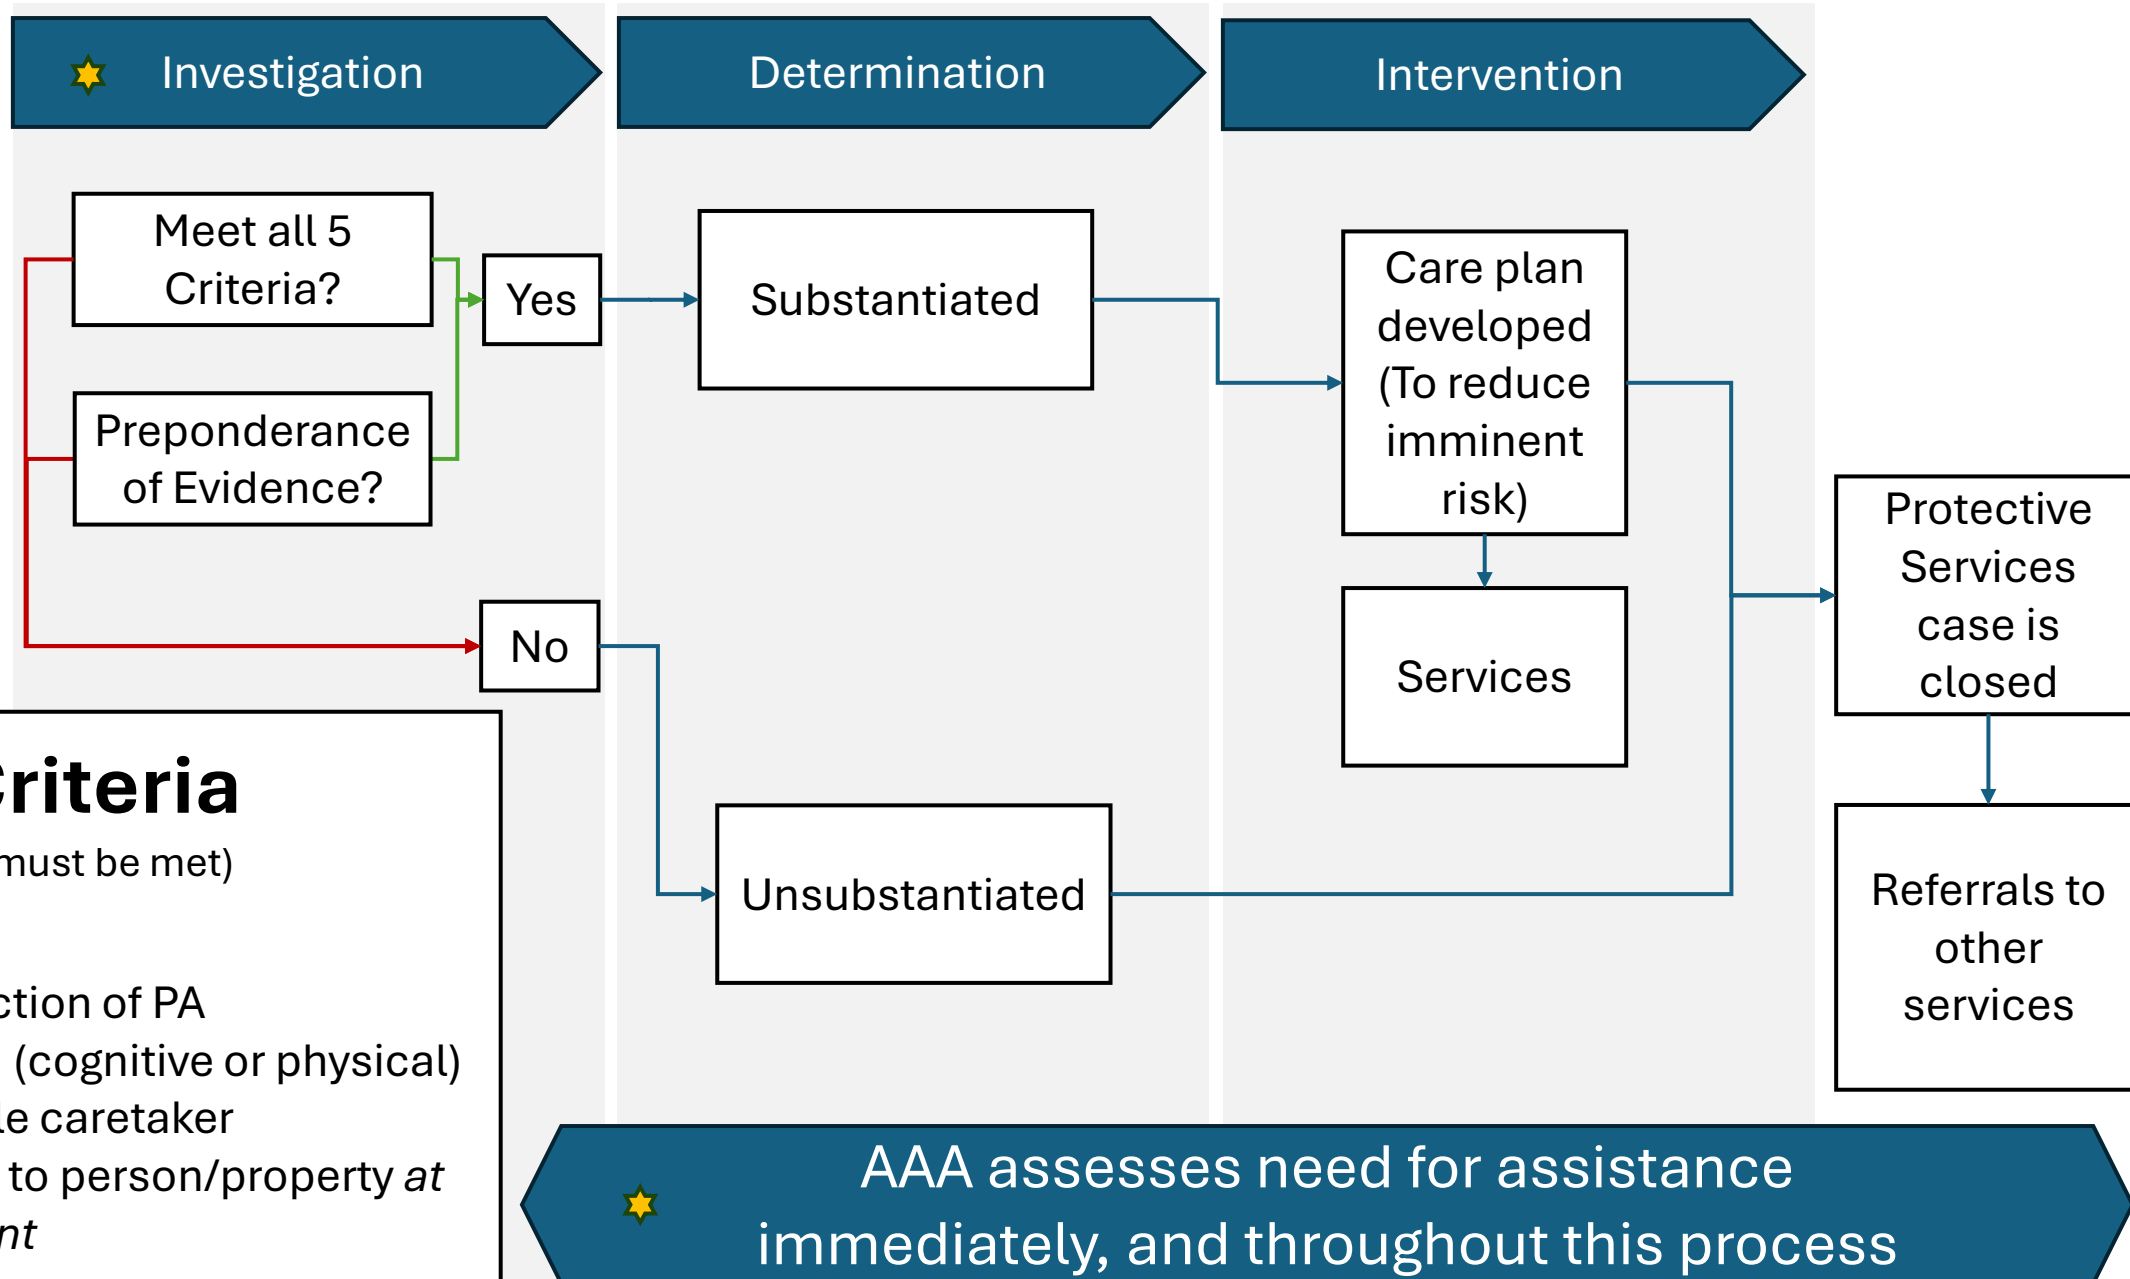 Investigation
Determination
Intervention
Meet all 5
Criteria?
Yes
Preponderance
of Evidence?
No
Substantiated
Unsubstantiated
Care plan
developed
(To reduce
imminent
risk)
Services
Protective
Services
case is
closed
Referrals to
other
services
Criteria
must be met)
ction of PA
(cognitive or physical)
le caretaker
to person/property at
nt
AAA assesses need for assistance
immediately, and throughout this process